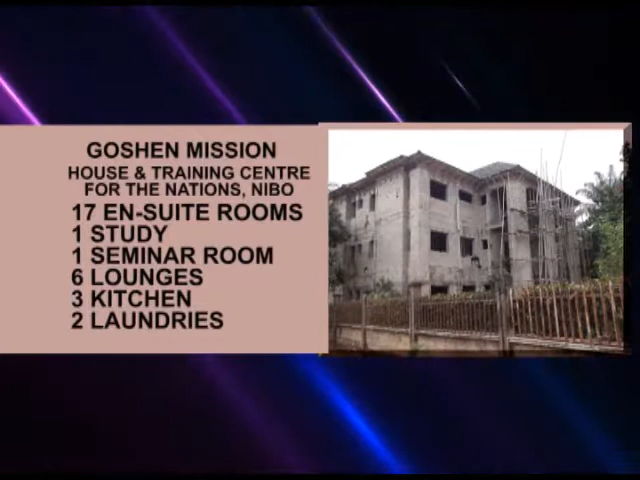 GOSHEN MISSION
HOUSE & TRAINING CENTRE
FOR THE NATIONS, NIBO
17 EN-SUITE ROOMS
1 STUDY
1 SEMINAR ROOM
6 LOUNGES
3 KITCHEN
2 LAUNDRIES